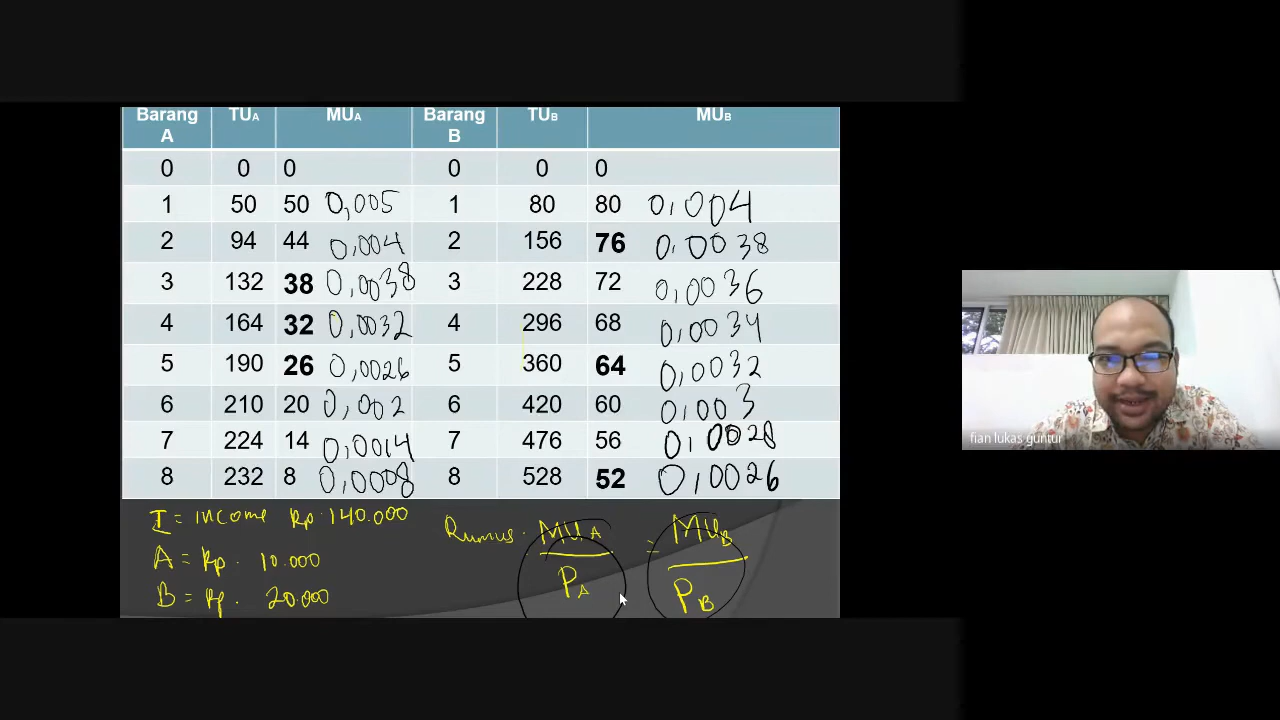 Barang A TUA MUA Barang B TUB MUB
0 0 0 0 0 0
1 50 50 0,005 1 80 80 0,004
2 94 44 0,004 2 156 76 0,0038
3 132 38 0,0038 3 228 72 0,0036
4 164 32 0,0032 4 296 68 0,0034
5 190 26 0,0026 5 360 64 0,0032
6 210 20 0,002 6 420 60 0,003
7 224 14 0,0014 7 476 56 0,0028
8 232 8 0,0008 8 528 52 0,0026
I = income Rp. 140.000
A = Rp. 10.000
B = Rp. 20.000
Rumus. MUA / PA = MUB / PB
fian lukas guntur